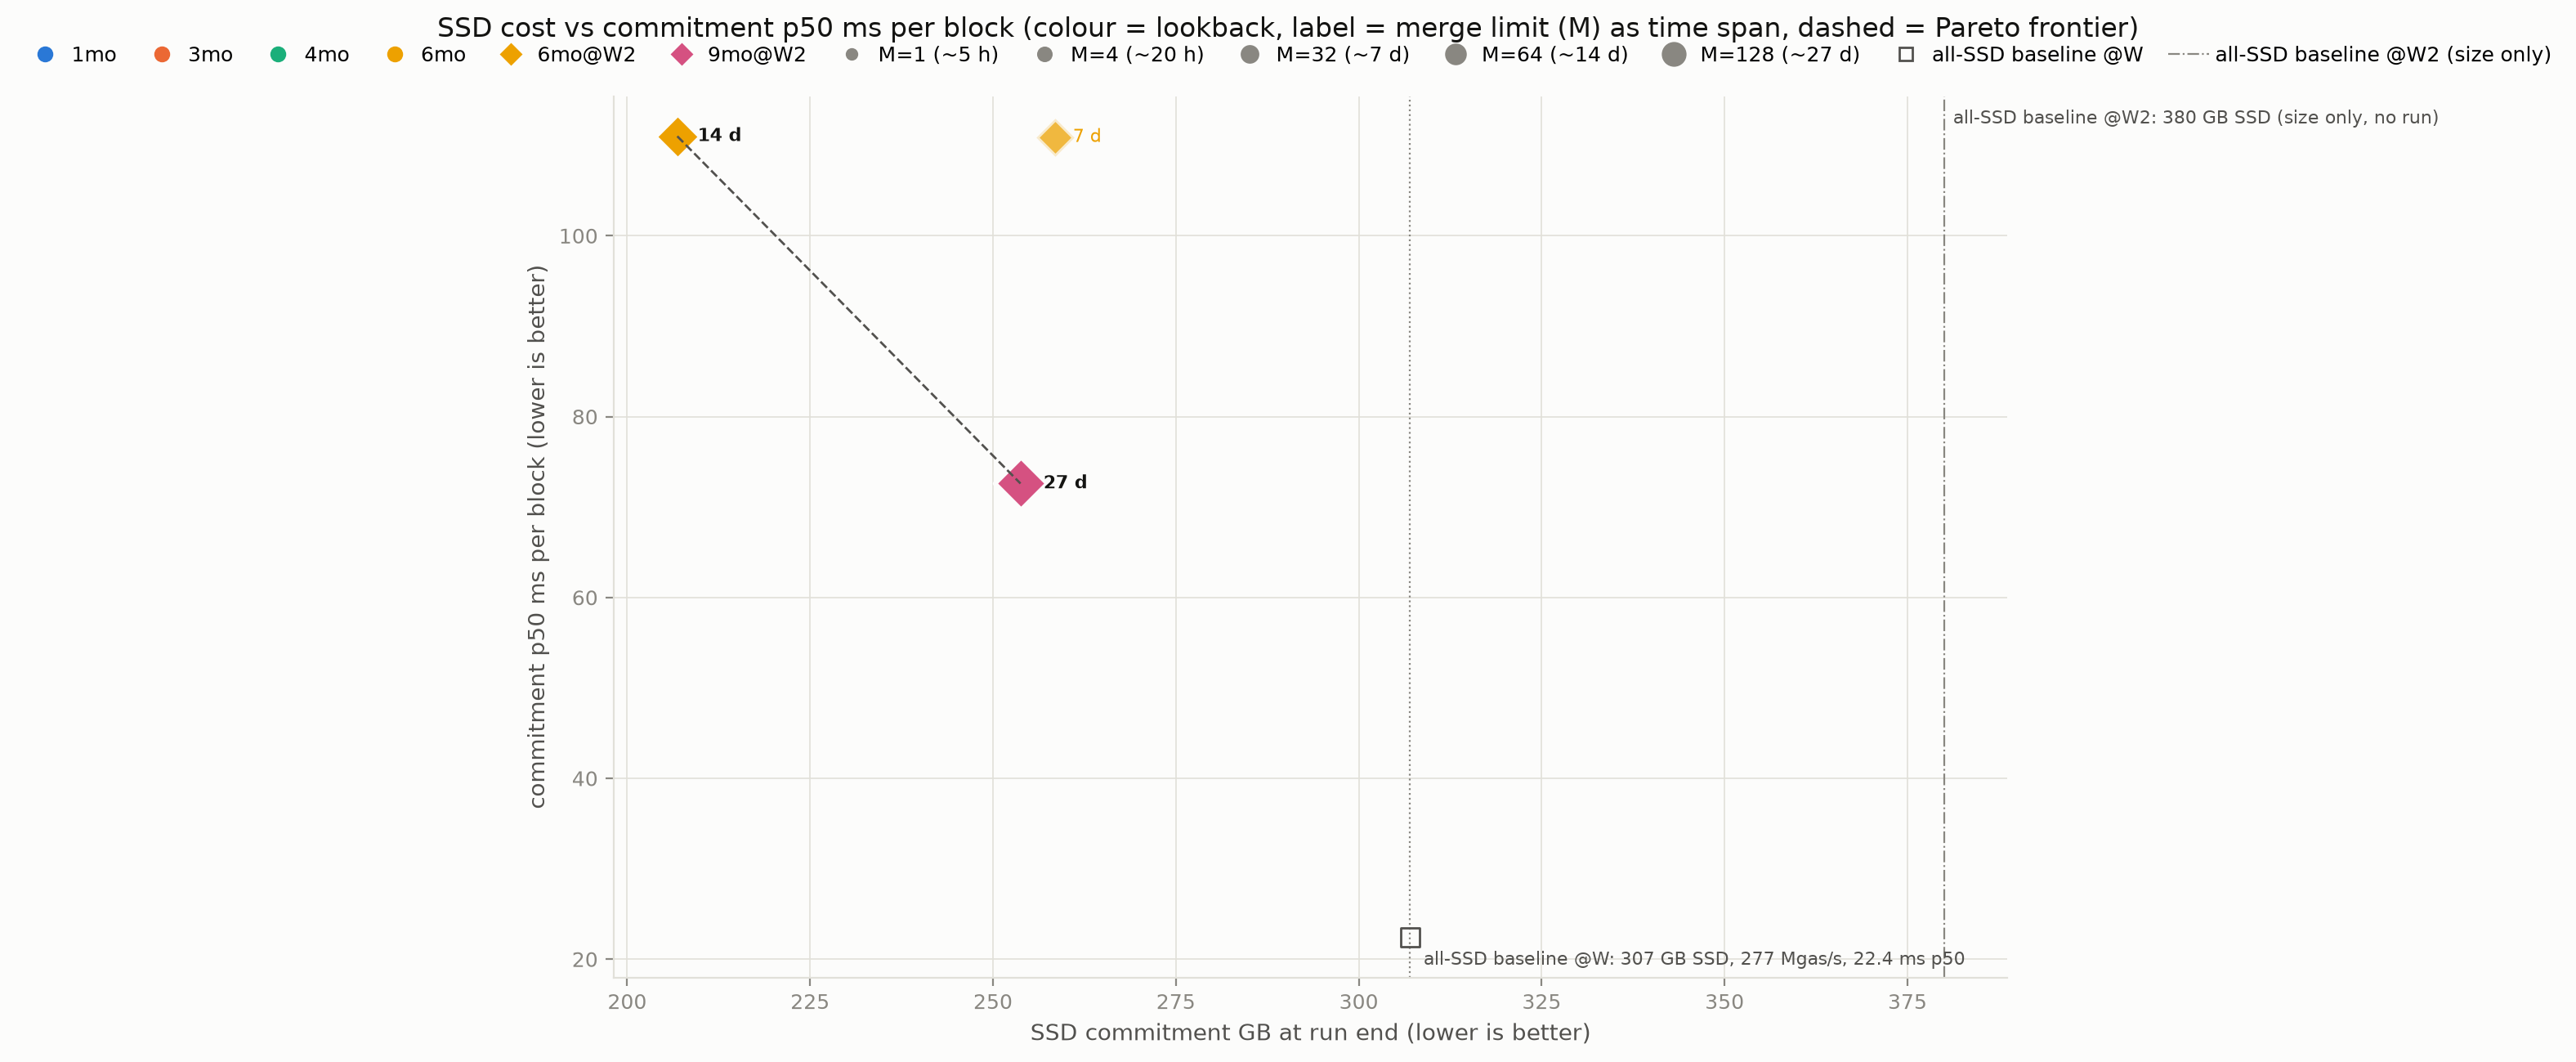 SSD cost vs commitment p50 ms per block (colour = lookback, label = merge limit (M) as time span, dashed = Pareto frontier)
1mo 3mo 4mo 6mo 6mo@W2 9mo@W2 M=1 (~5 h) M=4 (~20 h) M=32 (~7 d) M=64 (~14 d) M=128 (~27 d) all-SSD baseline @W all-SSD baseline @W2 (size only)
all-SSD baseline @W2: 380 GB SSD (size only, no run)
14 d
7 d
27 d
all-SSD baseline @W: 307 GB SSD, 277 Mgas/s, 22.4 ms p50
commitment p50 ms per block (lower is better)
100
80
60
40
20
200 225 250 275 300 325 350 375
SSD commitment GB at run end (lower is better)